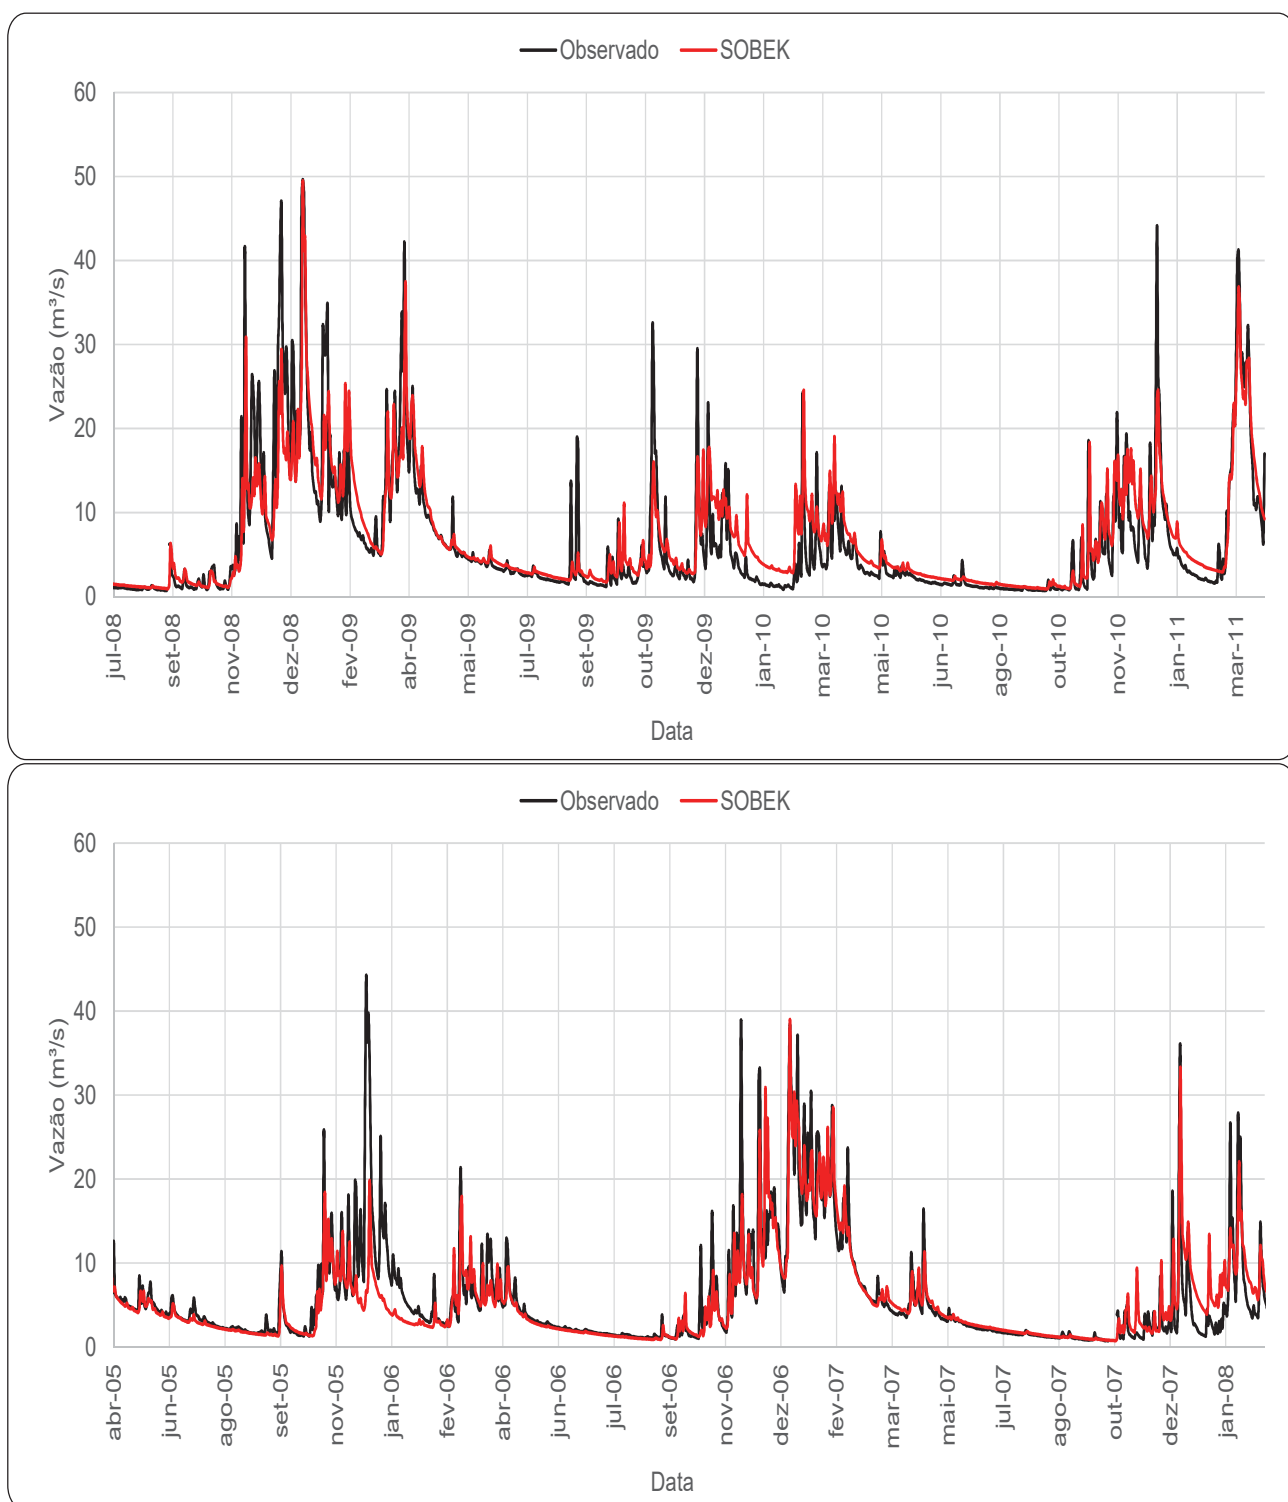 Observado SOBEK
60
50
40
30
20
10
0
Vazão (m³/s)
jul-08 set-08 nov-08 dez-08 fev-09 abr-09 mai-09 jul-09 set-09 out-09 dez-09 jan-10 mar-10 mai-10 jun-10 ago-10 out-10 nov-10 jan-11 mar-11
Data
Observado SOBEK
60
50
40
30
20
10
0
Vazão (m³/s)
abr-05 jun-05 ago-05 set-05 nov-05 jan-06 fev-06 abr-06 jun-06 jul-06 set-06 nov-06 dez-06 fev-07 mar-07 mai-07 jul-07 ago-07 out-07 dez-07 jan-08
Data